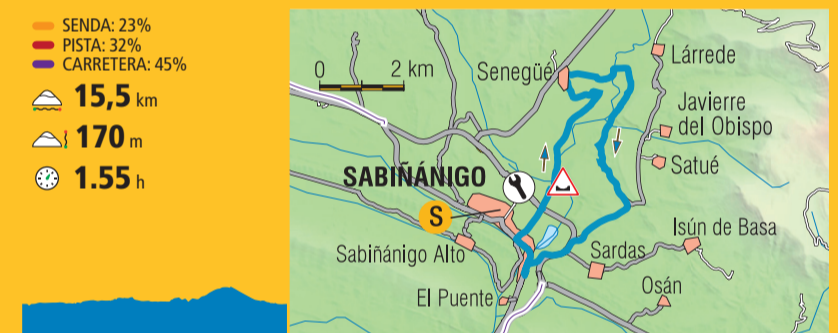 SENDA: 23%
PISTA: 32%
CARRETERA: 45%
15,5 km
170 m
1.55 h
0 2 km
Senegüé
Lárrede
Javierre
del Obispo
Satué
SABIÑÁNIGO
S
Sabiñánigo Alto
Isún de Basa
Sardas
Osán
El Puente